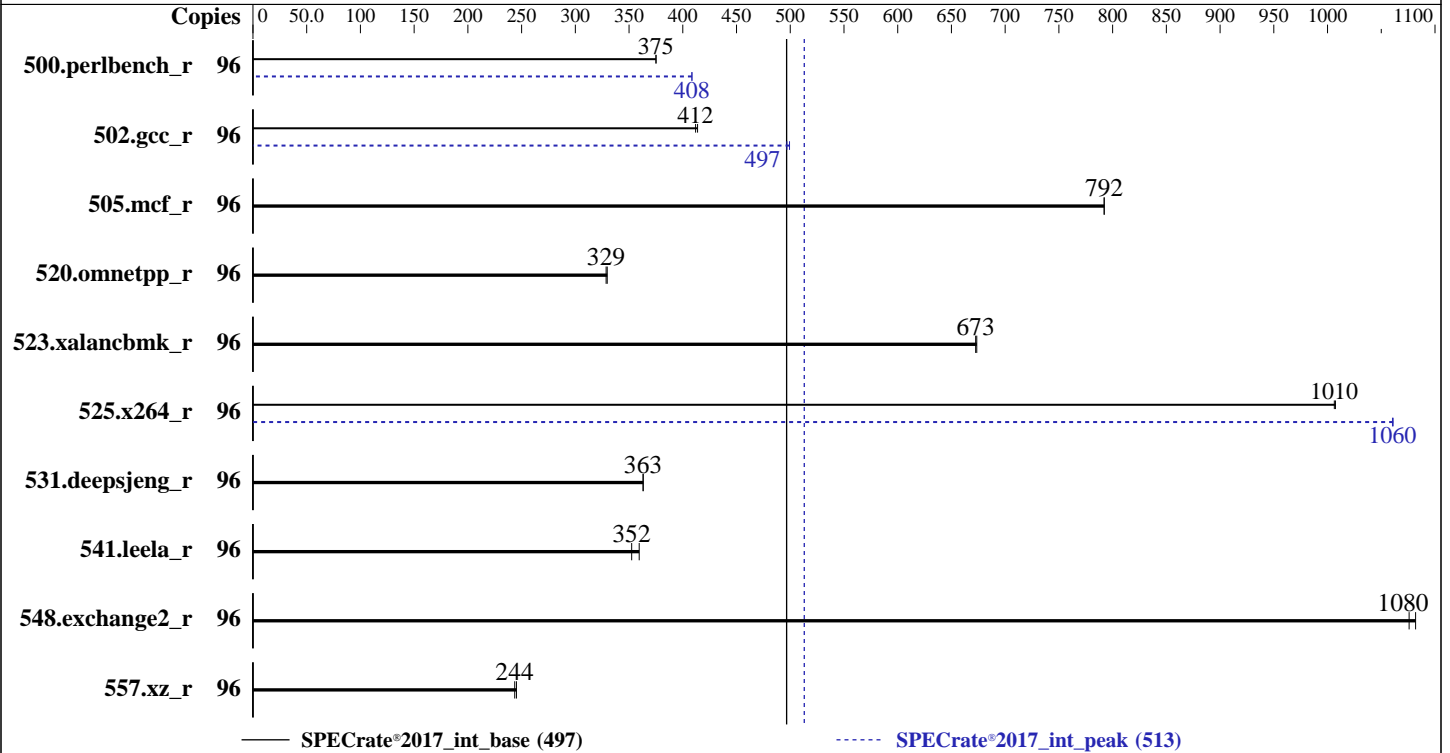 Copies 0 50.0 100 150 200 250 300 350 400 450 500 550 600 650 700 750 800 850 900 950 1000 1100
500.perlbench_r 96 375
408
502.gcc_r 96 412
497
505.mcf_r 96 792
520.omnetpp_r 96 329
523.xalancbmk_r 96 673
525.x264_r 96 1010
1060
531.deepsjeng_r 96 363
541.leela_r 96 352
548.exchange2_r 96 1080
557.xz_r 96 244
SPECrate®2017_int_base (497) SPECrate®2017_int_peak (513)